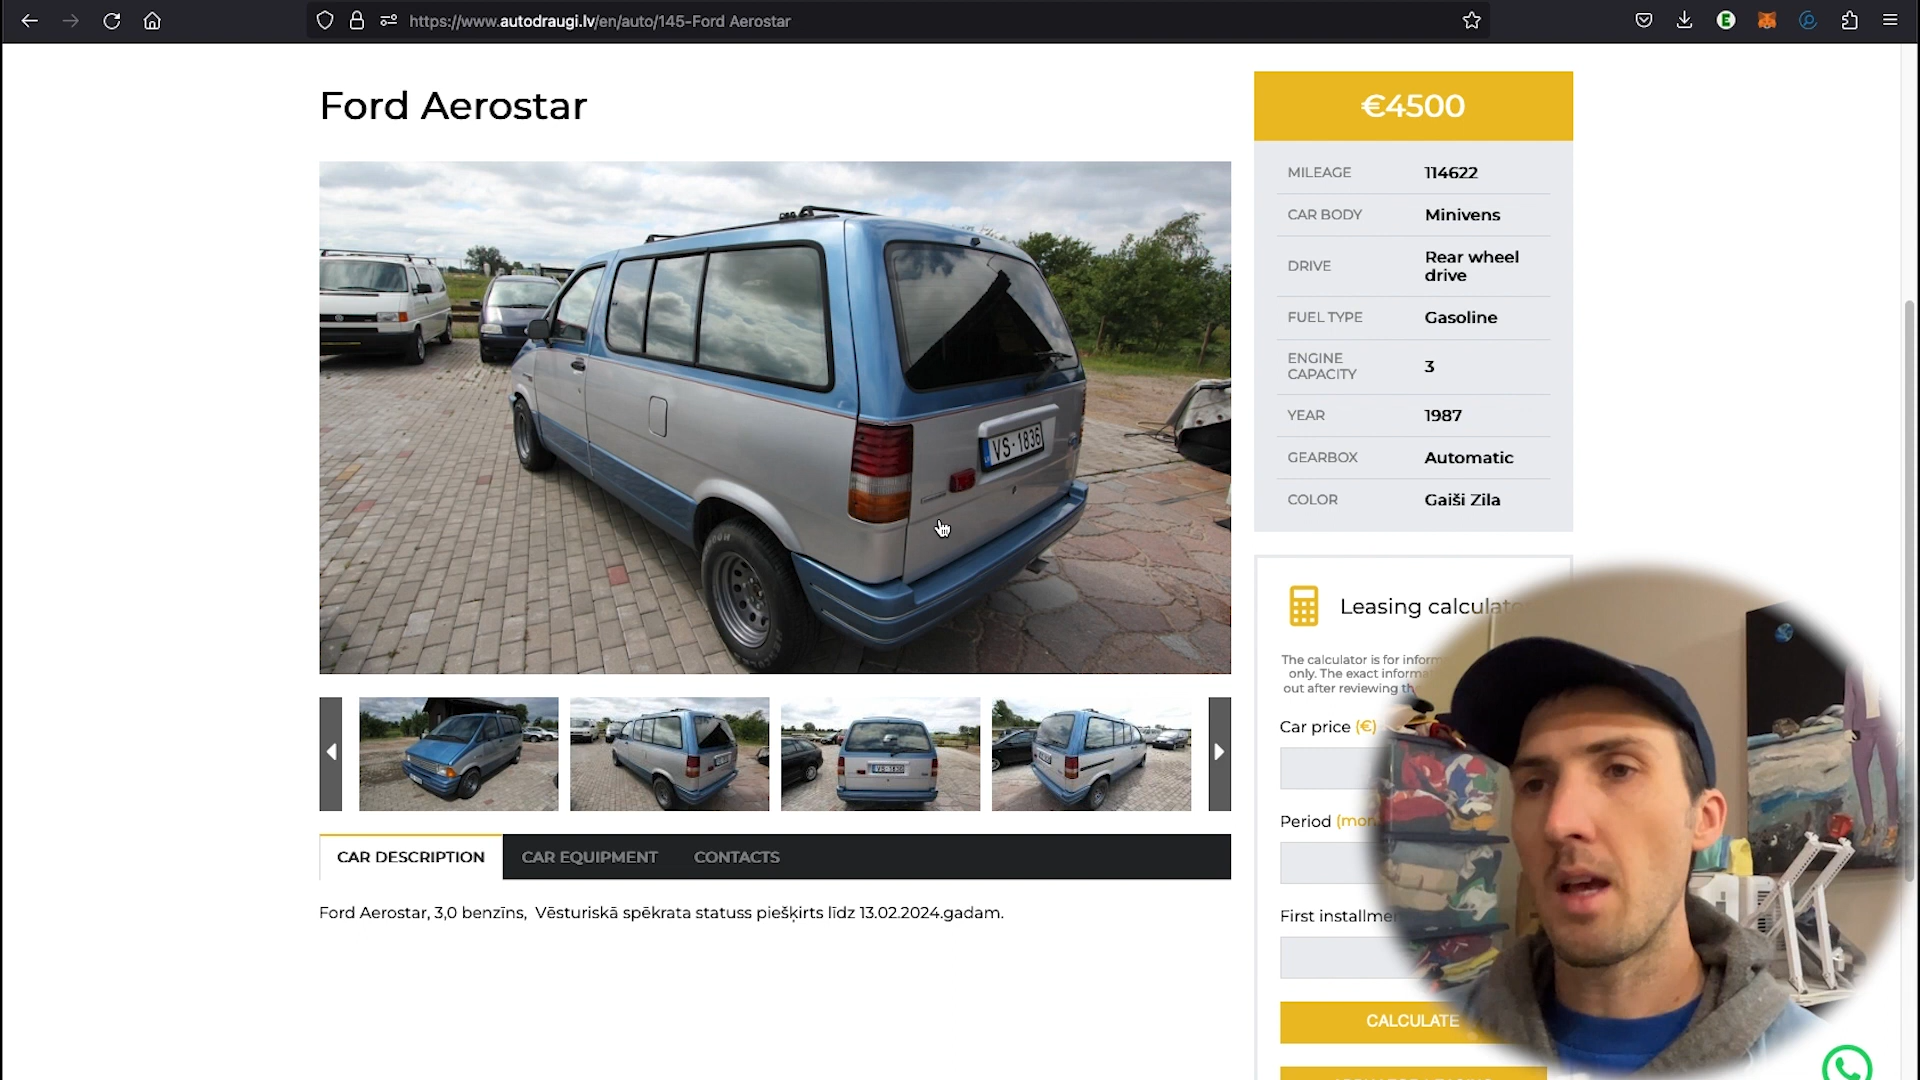 https://www.autodraugi.lv/en/auto/145-Ford Aerostar
Ford Aerostar
€4500
MILEAGE 114622
CAR BODY Minivens
DRIVE Rear wheel drive
FUEL TYPE Gasoline
ENGINE CAPACITY 3
YEAR 1987
GEARBOX Automatic
COLOR Gaiši Zila
VS-1836
Leasing calculato
The calculator is for inform
only. The exact informa
out after reviewing th
Car price (€)
Period (mon
First installme
CALCULATE
CAR DESCRIPTION CAR EQUIPMENT CONTACTS
Ford Aerostar, 3,0 benzīns, Vēsturiskā spēkrata statuss piešķirts līdz 13.02.2024.gadam.